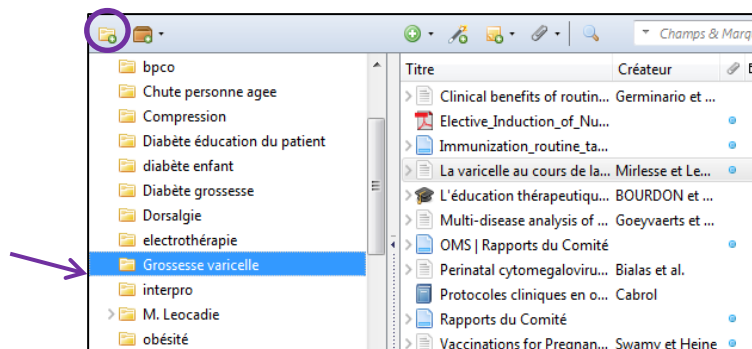 Champs & Marq
bpco
Chute personne agee
Compression
Diabète éducation du patient
diabète enfant
Diabète grossesse
Dorsalgie
electrothérapie
Grossesse varicelle
interpro
M. Leocadie
obésité
Titre Créateur
Clinical benefits of routin... Germinario et ...
Elective_Induction_of_Nu...
Immunization_routine_ta...
La varicelle au cours de la... Mirlesse et Le...
L'éducation thérapeutiqu... BOURDON et ...
Multi-disease analysis of ... Goeyvaerts et ...
OMS | Rapports du Comité
Perinatal cytomegaloviru... Bialas et al.
Protocoles cliniques en o... Cabrol
Rapports du Comité
Vaccinations for Pregnan... Swamy et Heine